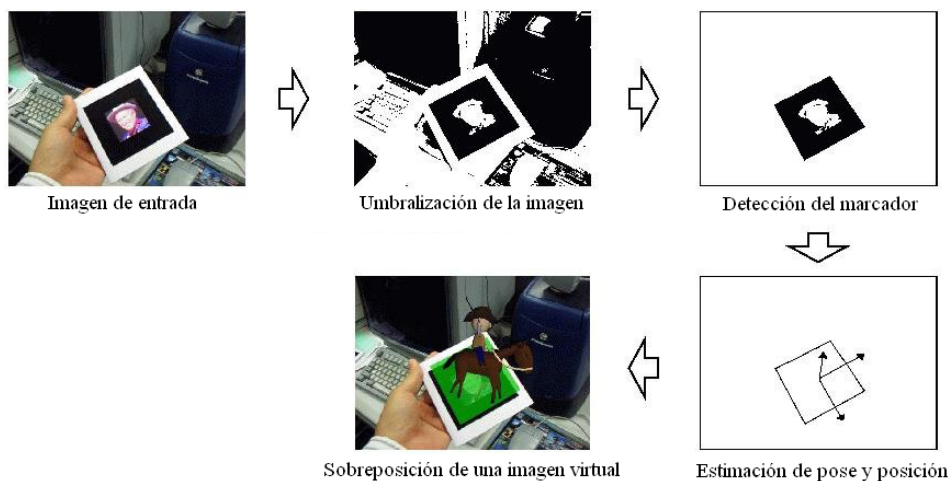 Imagen de entrada
Umbralización de la imagen
Detección del marcador
Sobreposición de una imagen virtual
Estimación de pose y posición